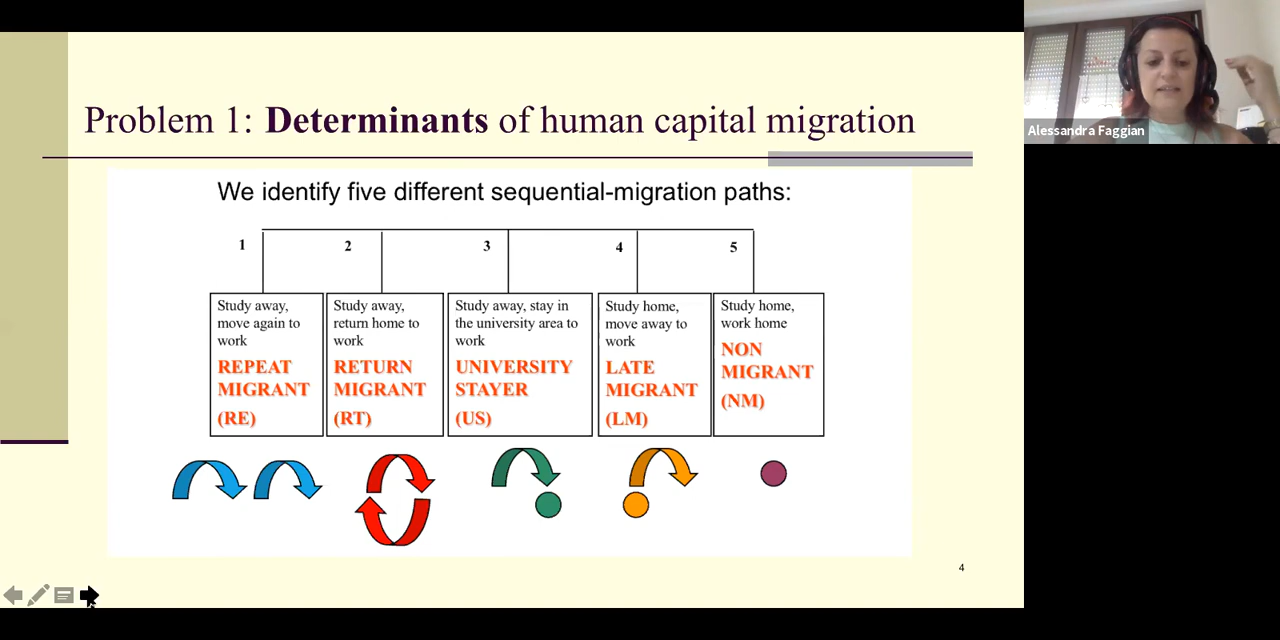 Alessandra Faggian
Problem 1: Determinants of human capital migration
We identify five different sequential-migration paths:
1
2
3
4
5
Study away,
move again to
work
REPEAT
MIGRANT
(RE)
Study away,
return home to
work
RETURN
MIGRANT
(RT)
Study away, stay in
the university area to
work
UNIVERSITY
STAYER
(US)
Study home,
move away to
work
LATE
MIGRANT
(LM)
Study home,
work home
NON
MIGRANT
(NM)
4